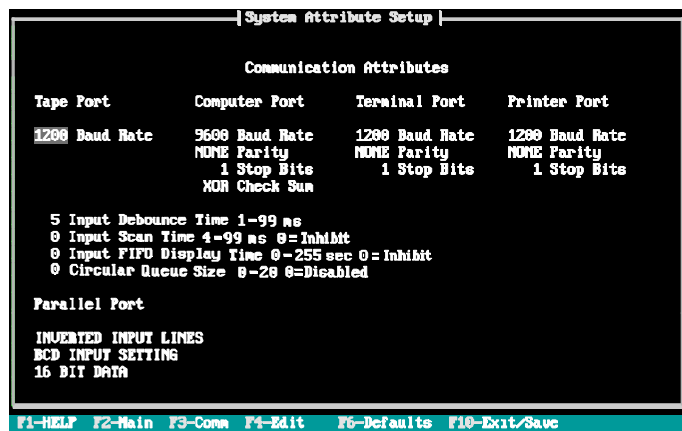 System Attribute Setup
Communication Attributes
Tape Port Computer Port Terminal Port Printer Port
1200 Baud Rate 9600 Baud Rate 1200 Baud Rate 1200 Baud Rate
NONE Parity NONE Parity NONE Parity
1 Stop Bits 1 Stop Bits 1 Stop Bits
XOR Check Sum
5 Input Debounce Time 1-99 ms
0 Input Scan Time 4-99 ms 0=Inhibit
0 Input FIFO Display Time 0-255 sec 0=Inhibit
0 Circular Queue Size 0-20 0=Disabled
Parallel Port
INVERTED INPUT LINES
BCD INPUT SETTING
16 BIT DATA
F1-HELP F2-Main F3-Comm F4-Edit F6-Defaults F10-Exit/Save